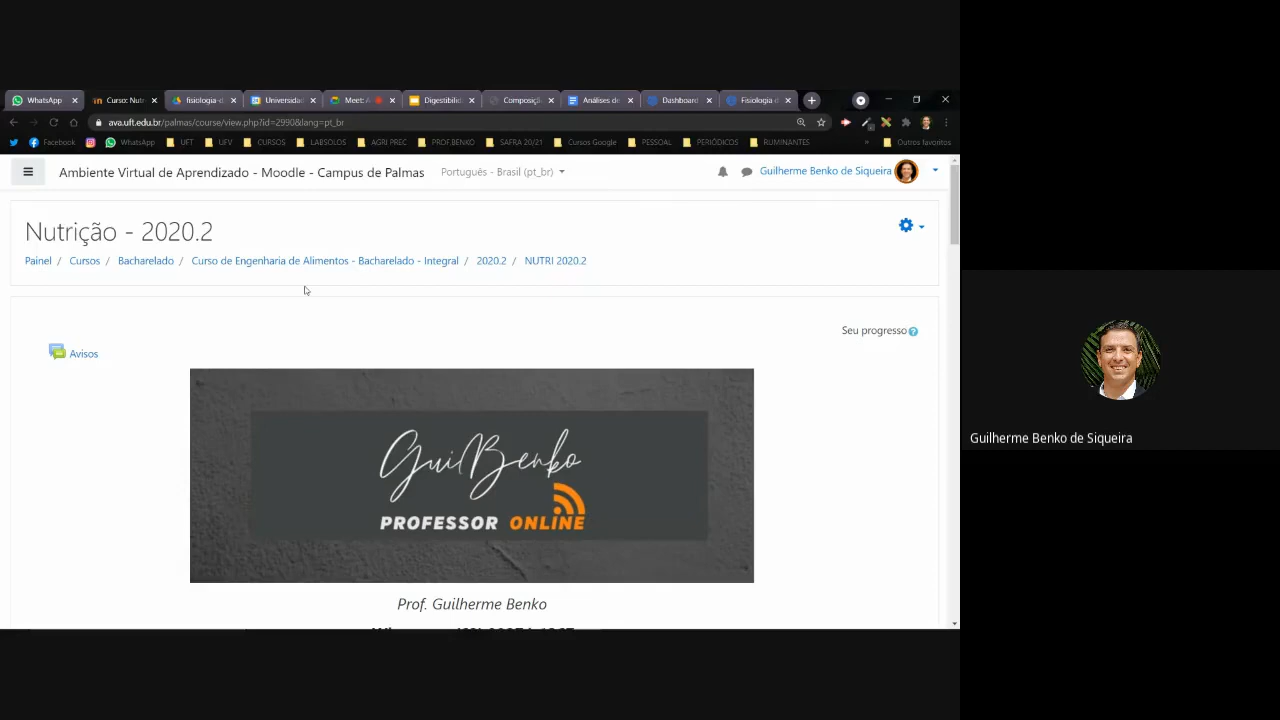 WhatsApp
Curso: Nutr
fisiologia-d
Universidad
Meet: A
Digestibilid
Composiçã
Análises de
Dashboard
Fisiologia d
ava.uft.edu.br/palmas/course/view.php?id=2990&lang=pt_br
Facebook
WhatsApp
UFT
UFV
CURSOS
LABSOLOS
AGRI PREC
PROF.BENKO
SAFRA 20/21
Cursos Google
PESSOAL
PERIÓDICOS
RUMINANTES
»
Outros favoritos
Ambiente Virtual de Aprendizado - Moodle - Campus de Palmas
Português - Brasil (pt_br)
Guilherme Benko de Siqueira
Nutrição - 2020.2
Painel / Cursos / Bacharelado / Curso de Engenharia de Alimentos - Bacharelado - Integral / 2020.2 / NUTRI 2020.2
Seu progresso
Avisos
GuilBenko
PROFESSOR ONLINE
Prof. Guilherme Benko
Guilherme Benko de Siqueira